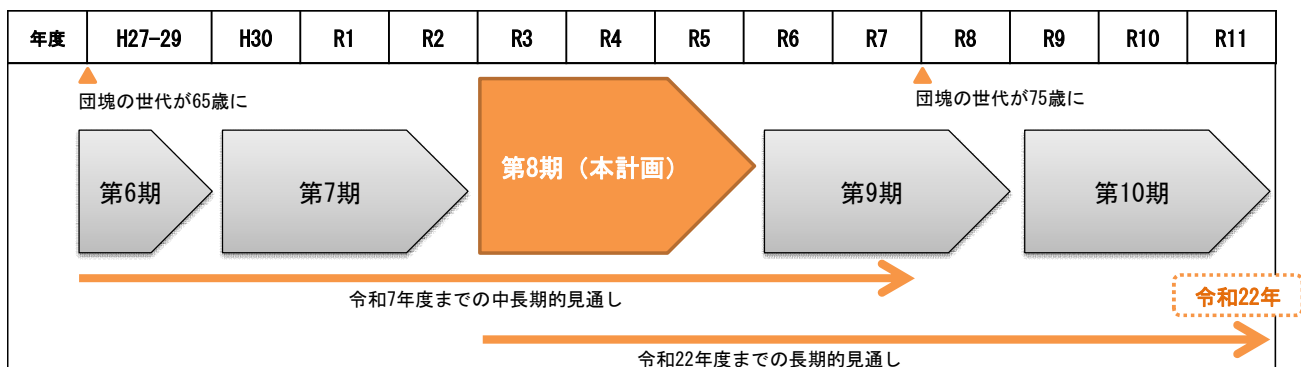 年度 H27-29 H30 R1 R2 R3 R4 R5 R6 R7 R8 R9 R10 R11
団塊の世代が65歳に 団塊の世代が75歳に
第6期 第7期 第8期（本計画） 第9期 第10期
令和7年度までの中長期的見通し
令和22年
令和22年度までの長期的見通し